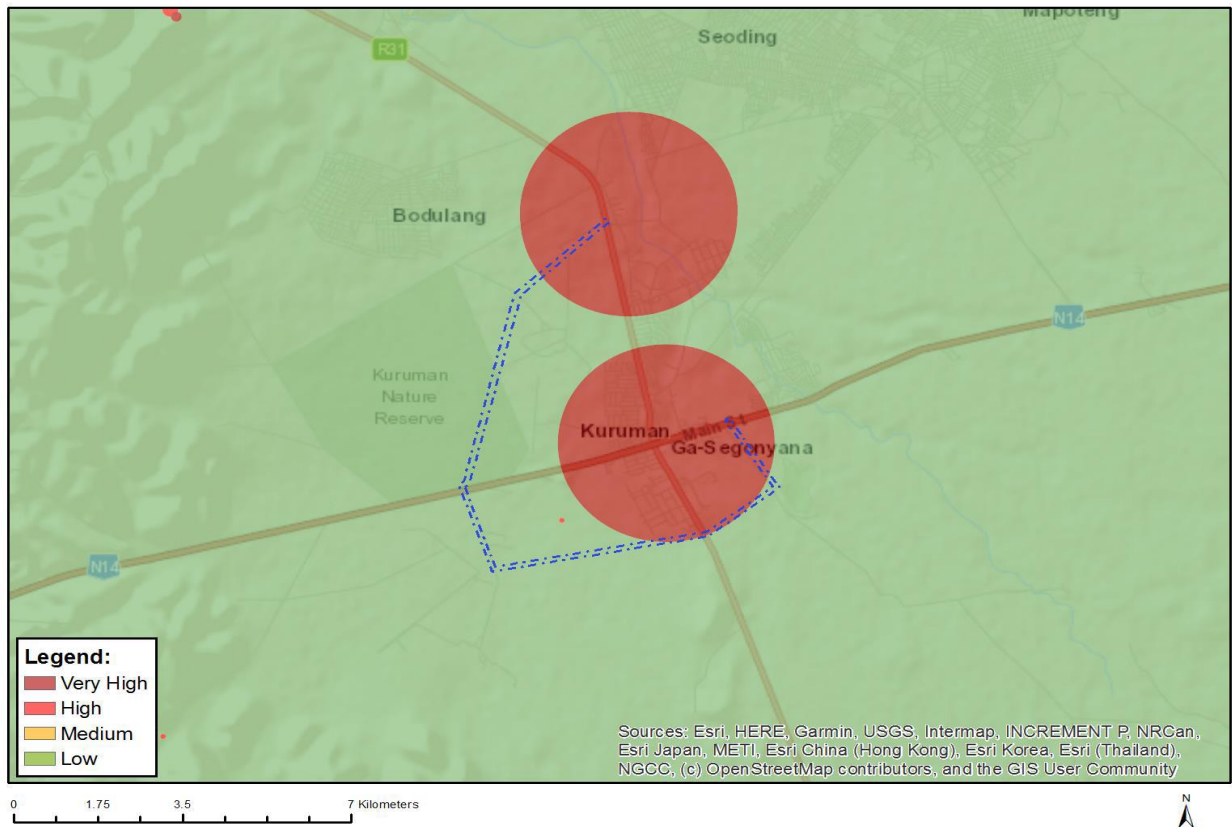 Mapoteng
Seoding
R31
Bodulang
N14
Kuruman
Nature
Reserve
Main St
Kuruman
Ga-Segonyana
N14
Legend:
Very High
High
Medium
Low
Sources: Esri, HERE, Garmin, USGS, Intermap, INCREMENT P, NRCan,
Esri Japan, METI, Esri China (Hong Kong), Esri Korea, Esri (Thailand),
NGCC, (c) OpenStreetMap contributors, and the GIS User Community
0 1.75 3.5 7 Kilometers
N